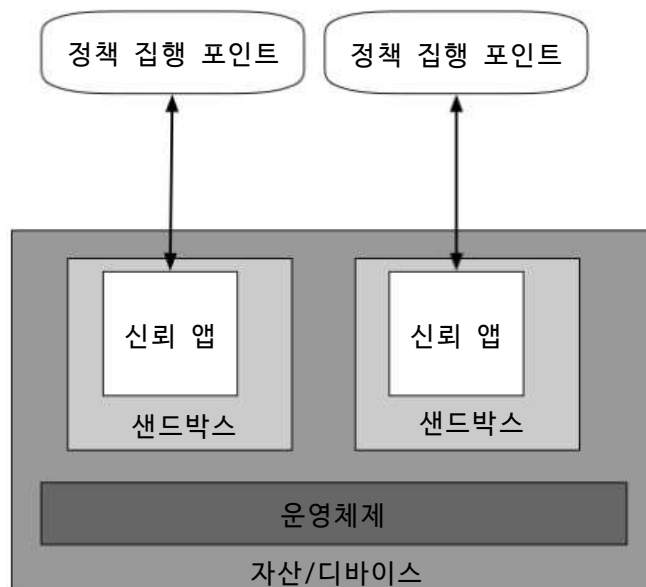 정책 집행 포인트
정책 집행 포인트
신뢰 앱
신뢰 앱
샌드박스
샌드박스
운영체제
자산/디바이스